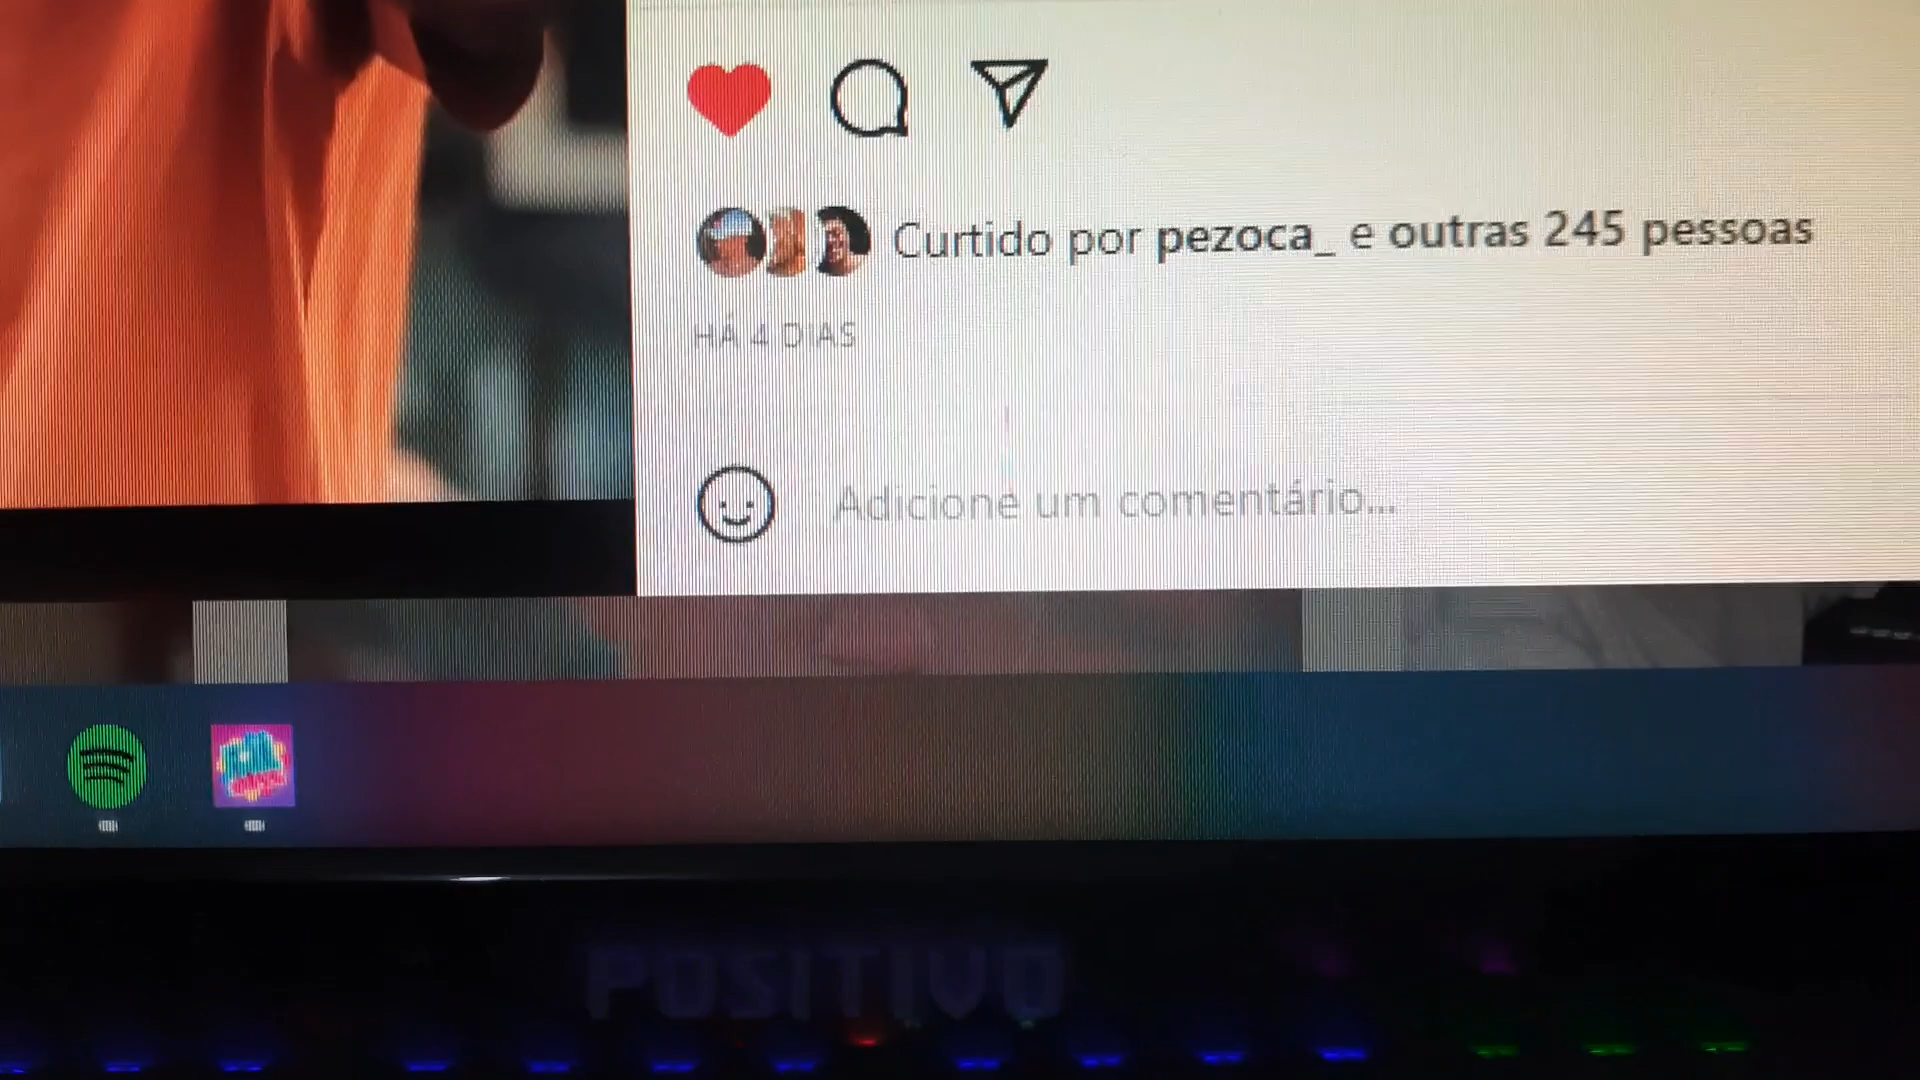 Curtido por pezoca_ e outras 245 pessoas
HÁ 4 DIAS
Adicione um comentário...
POSITIVO